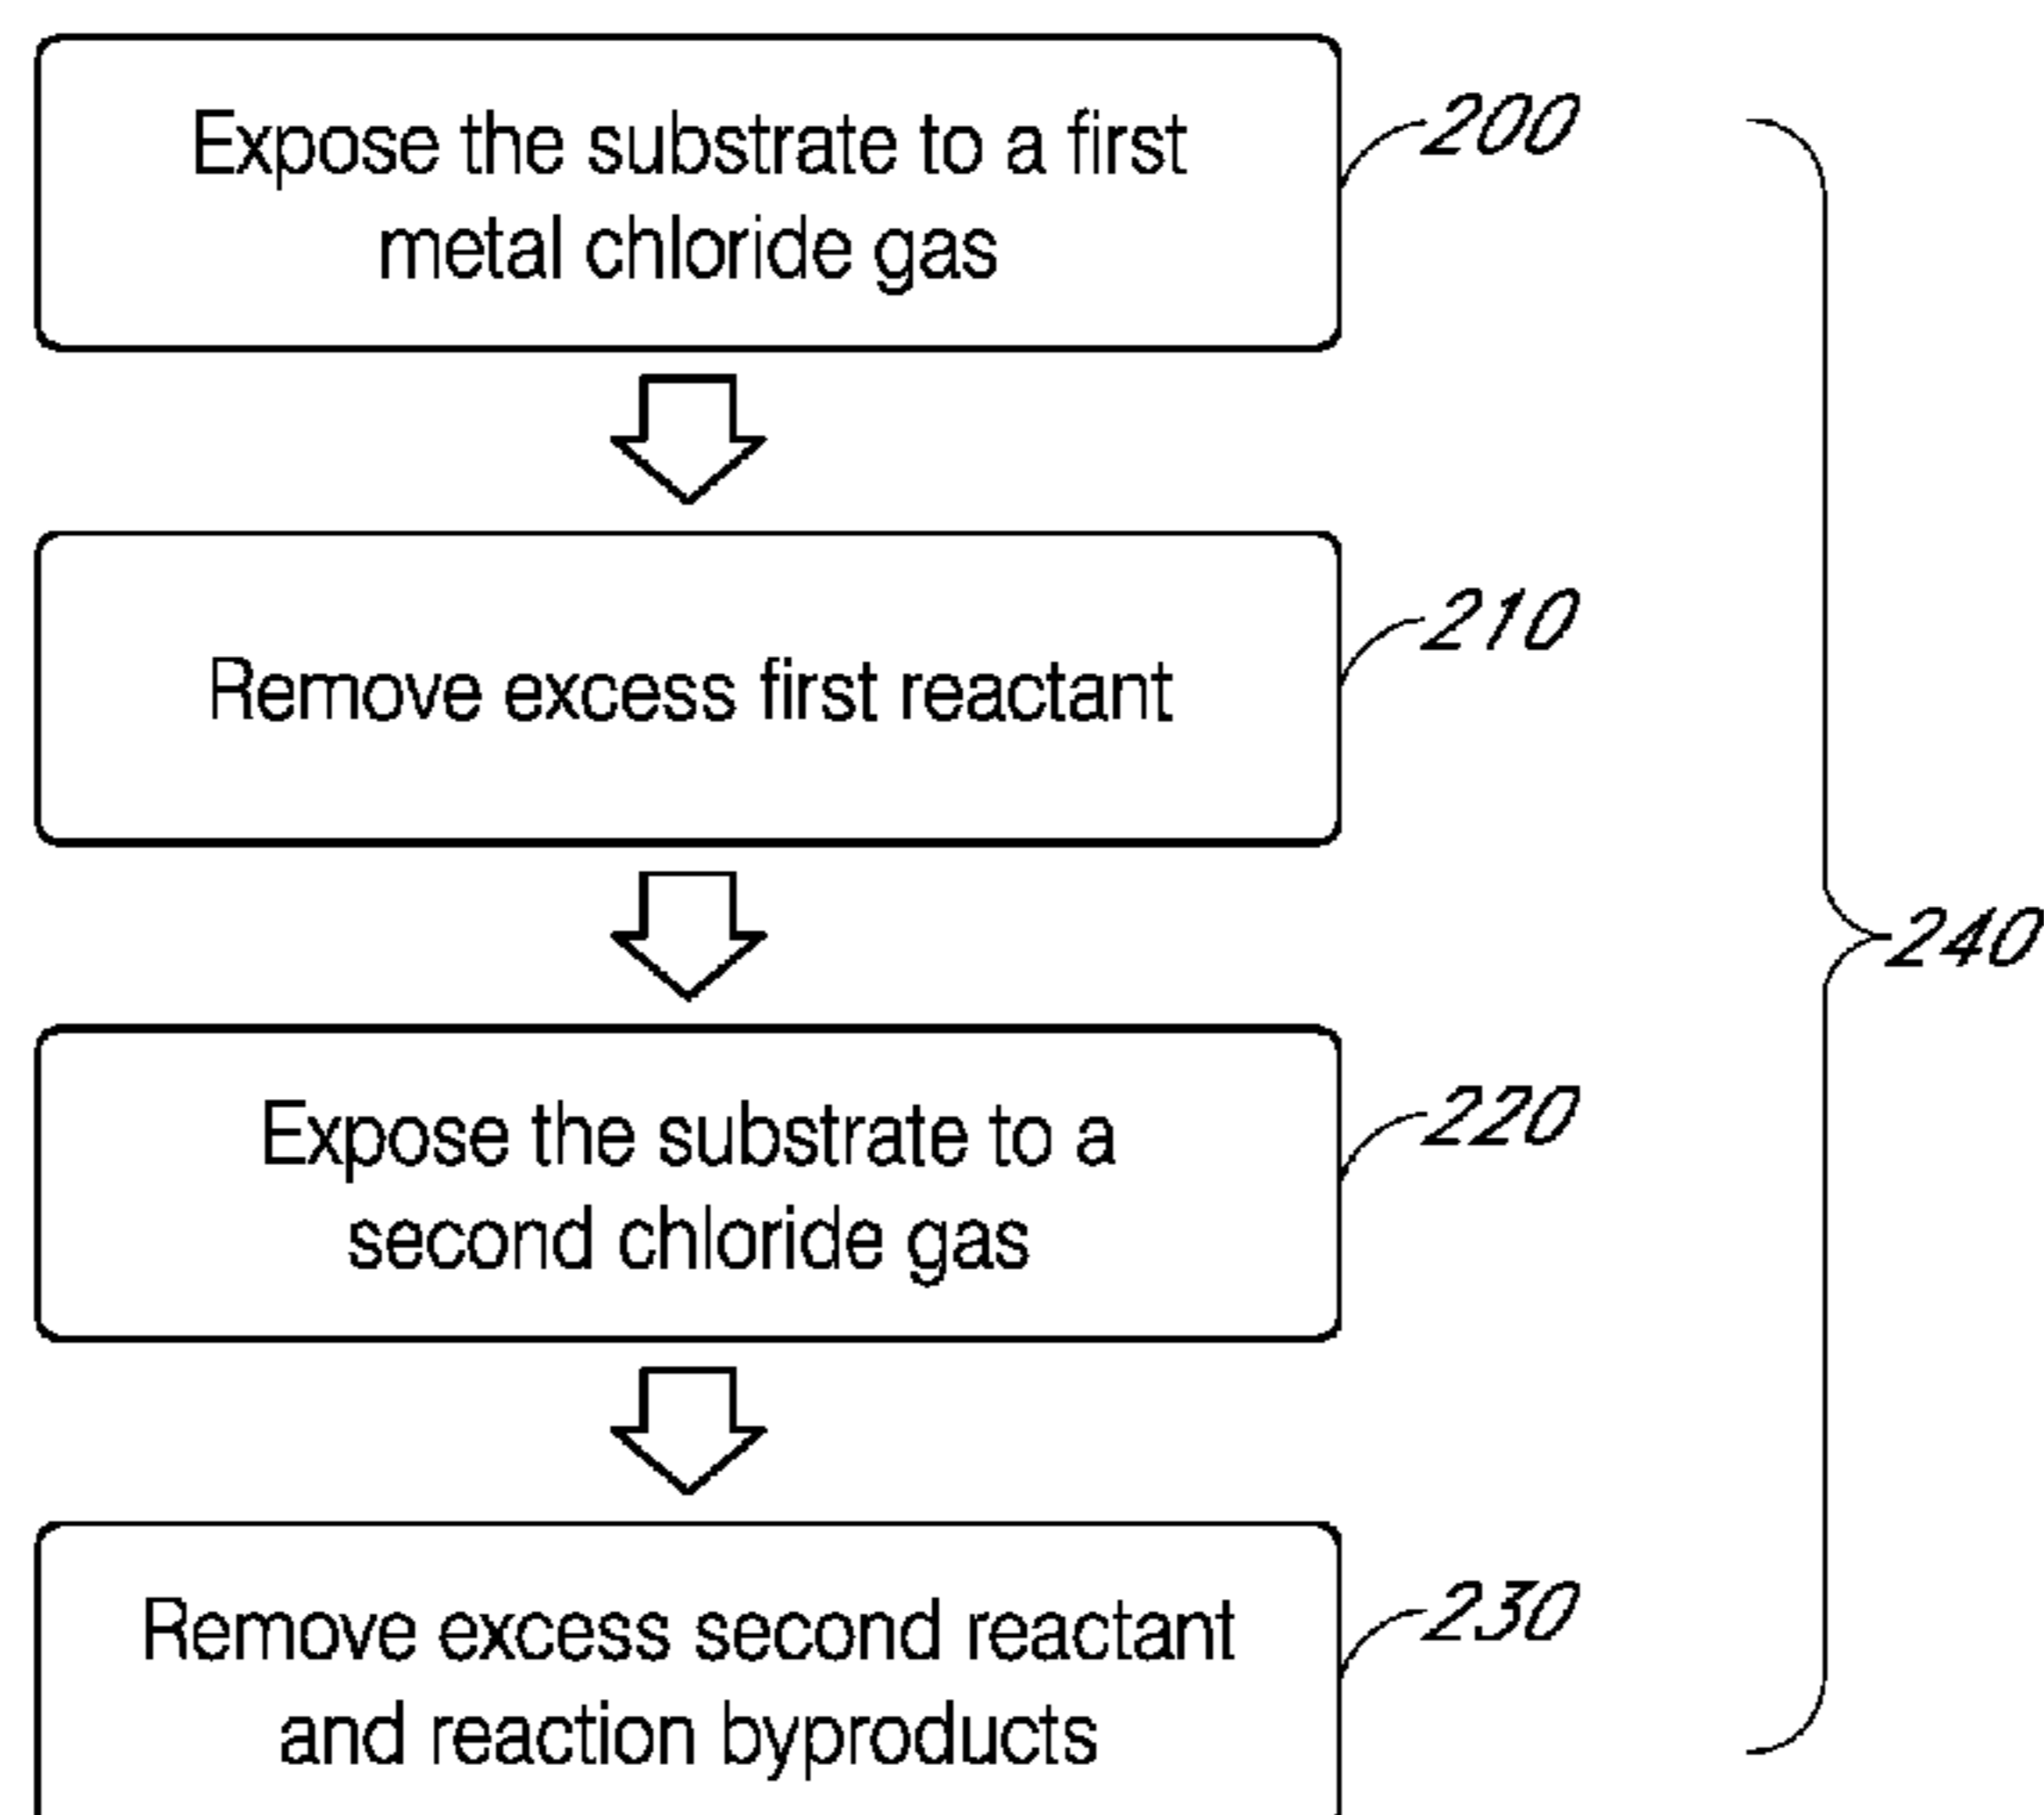 Expose the substrate to a first
metal chloride gas
200
Remove excess first reactant
210
240
Expose the substrate to a
second chloride gas
220
Remove excess second reactant
and reaction byproducts
230